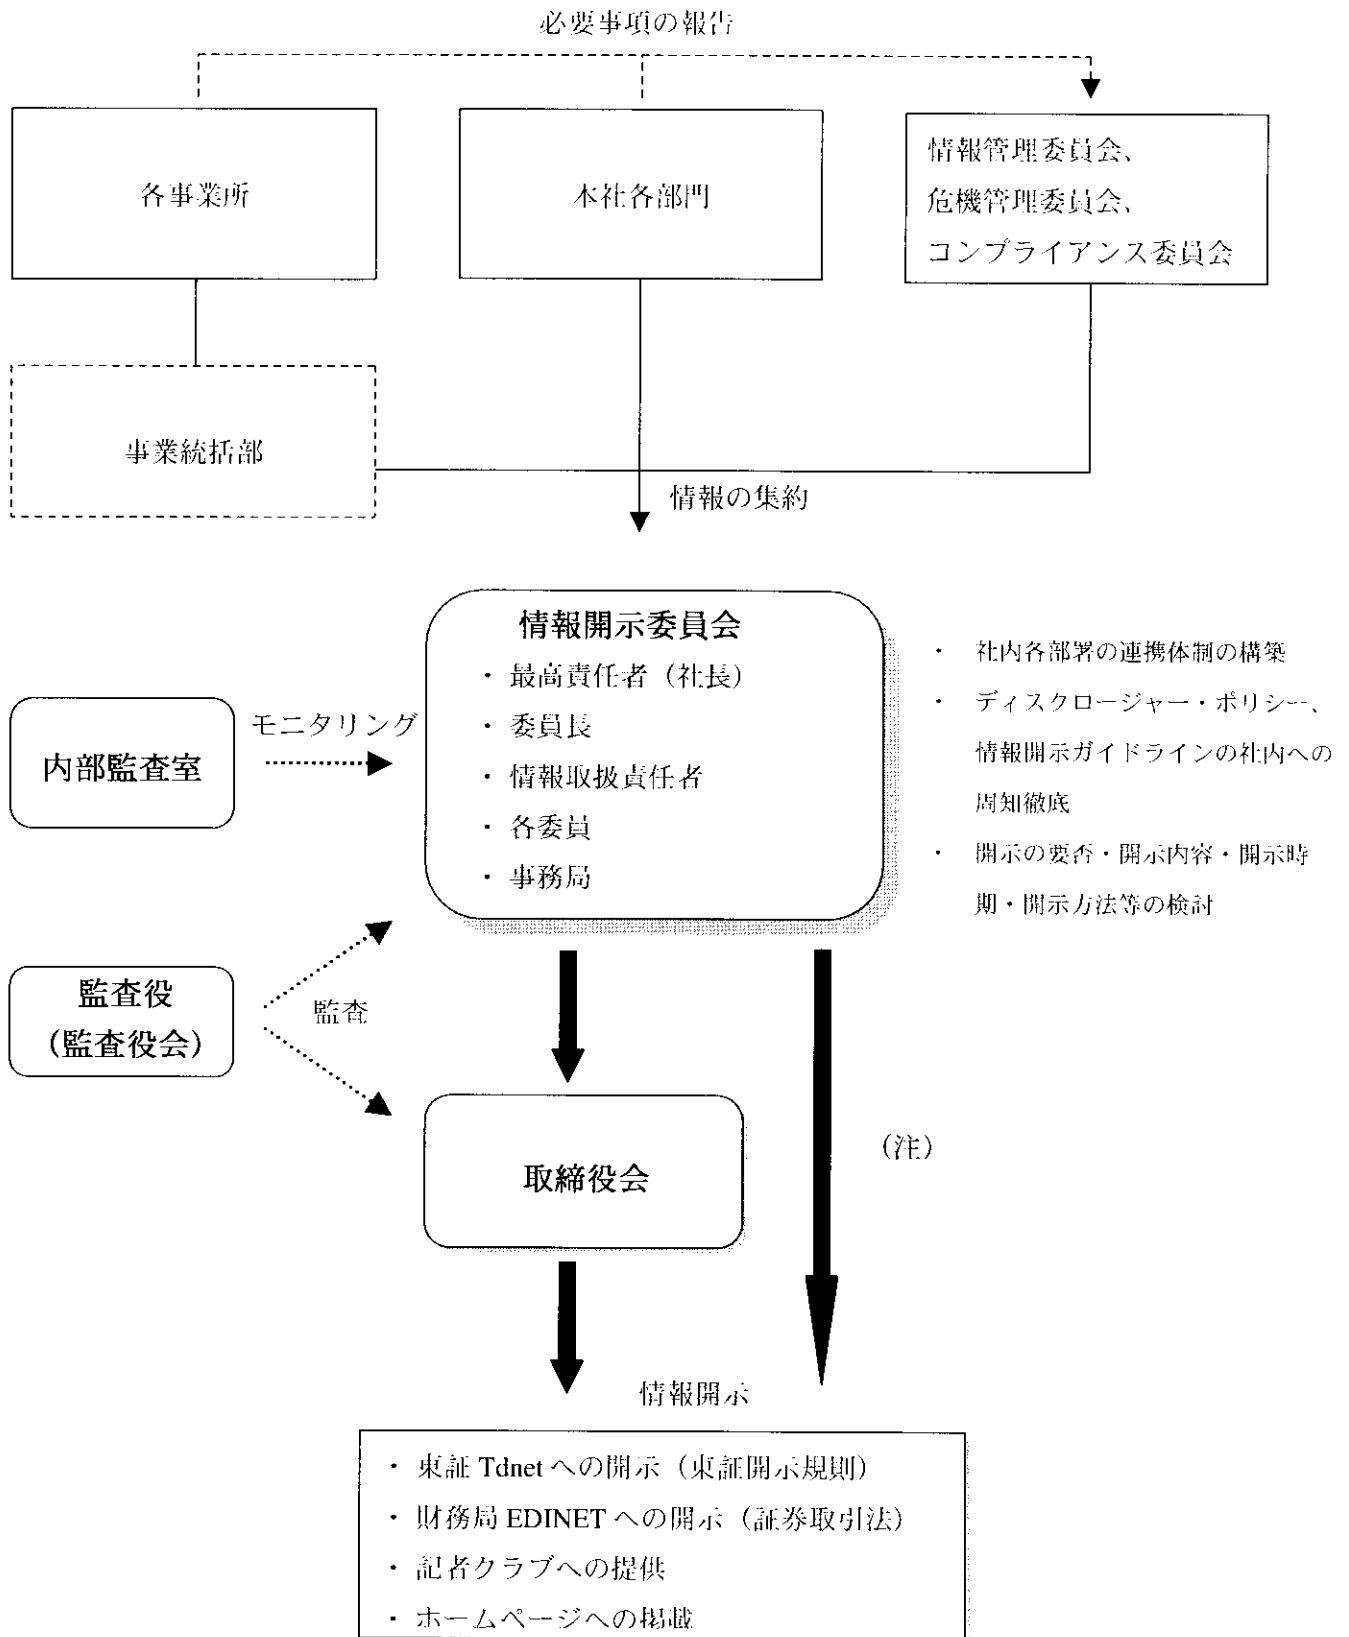 必要事項の報告
各事業所
本社各部門
情報管理委員会、
危機管理委員会、
コンプライアンス委員会
事業統括部
情報の集約
情報開示委員会
・ 最高責任者（社長）
・ 委員長
・ 情報取扱責任者
・ 各委員
・ 事務局
・ 社内各部署の連携体制の構築
・ ディスクロージャー・ポリシー、
情報開示ガイドラインの社内への
周知徹底
・ 開示の要否・開示内容・開示時
期・開示方法等の検討
モニタリング
内部監査室
監査役
（監査役会）
監査
取締役会
（注）
情報開示
・ 東証 Tdnet への開示（東証開示規則）
・ 財務局 EDINET への開示（証券取引法）
・ 記者クラブへの提供
・ ホームページへの掲載